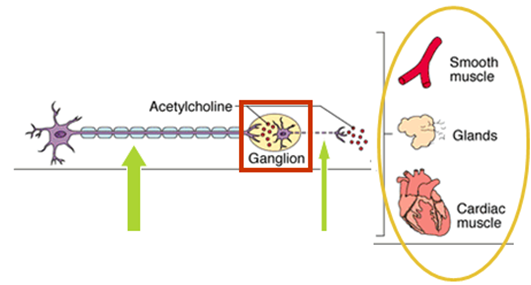 Smooth
muscle
Acetylcholine
Glands
Ganglion
Cardiac
muscle